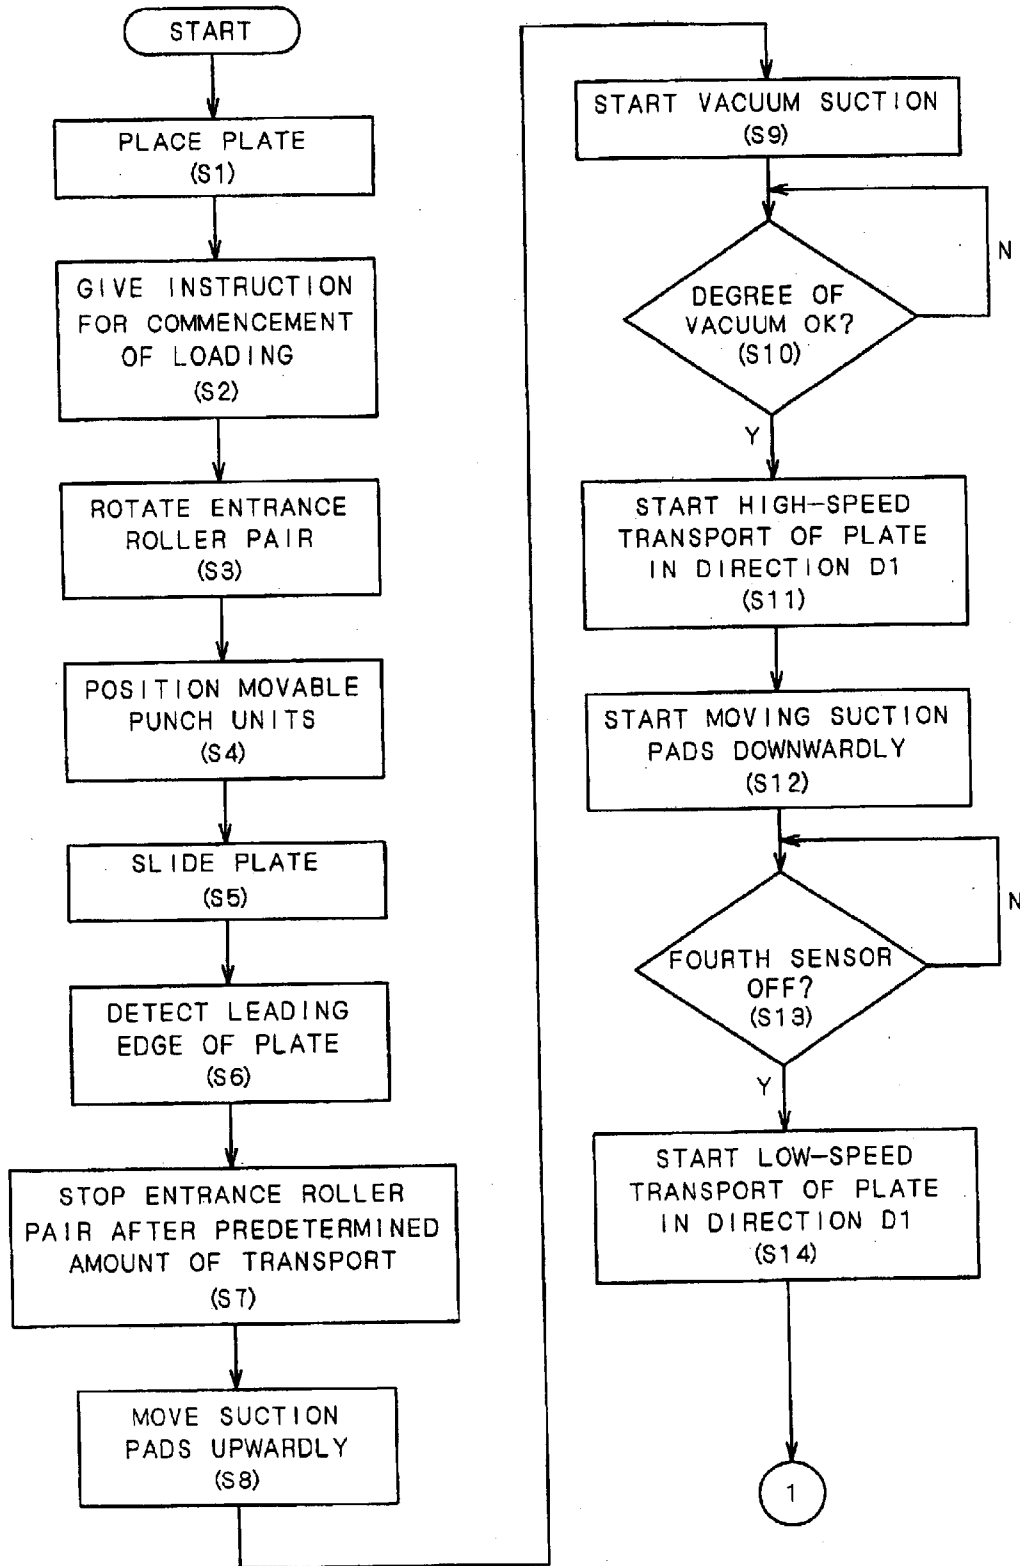 START
PLACE PLATE
(S1)
GIVE INSTRUCTION
FOR COMMENCEMENT
OF LOADING
(S2)
ROTATE ENTRANCE
ROLLER PAIR
(S3)
POSITION MOVABLE
PUNCH UNITS
(S4)
SLIDE PLATE
(S5)
DETECT LEADING
EDGE OF PLATE
(S6)
STOP ENTRANCE ROLLER
PAIR AFTER PREDETERMINED
AMOUNT OF TRANSPORT
(S7)
MOVE SUCTION
PADS UPWARDLY
(S8)
START VACUUM SUCTION
(S9)
N
DEGREE OF
VACUUM OK?
(S10)
Y
START HIGH-SPEED
TRANSPORT OF PLATE
IN DIRECTION D1
(S11)
START MOVING SUCTION
PADS DOWNWARDLY
(S12)
N
FOURTH SENSOR
OFF?
(S13)
Y
START LOW-SPEED
TRANSPORT OF PLATE
IN DIRECTION D1
(S14)
1